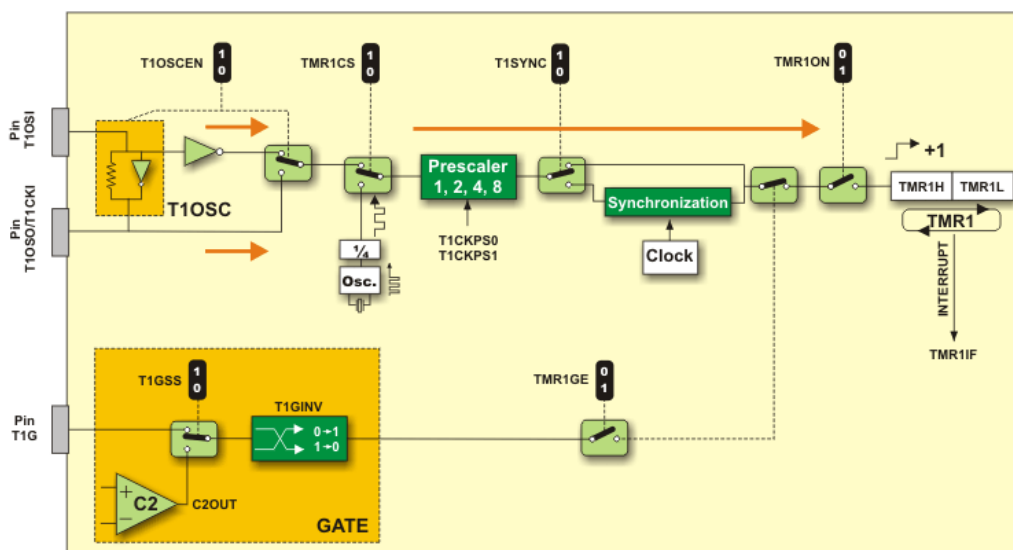 T1OSCEN
1
0
TMR1CS
1
0
T1SYNC
1
0
TMR1ON
0
1
Pin
T1OSI
T1OSC
Pin
T1OSO/T1CKI
Prescaler
1, 2, 4, 8
T1CKPS0
T1CKPS1
¼
Osc.
Synchronization
Clock
+1
TMR1H
TMR1L
TMR1
INTERRUPT
TMR1IF
Pin
T1G
T1GSS
1
0
T1GINV
0→1
1→0
C2
+
−
C2OUT
GATE
TMR1GE
0
1